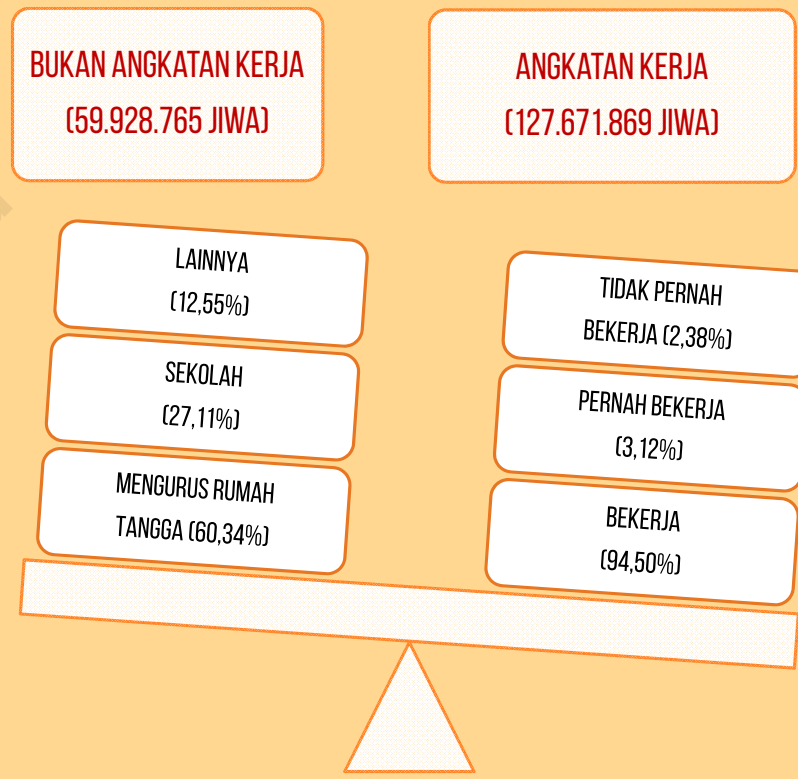 BUKAN ANGKATAN KERJA
(59.928.765 JIWA)
ANGKATAN KERJA
(127.671.869 JIWA)
LAINNYA
(12,55%)
SEKOLAH
(27,11%)
MENGURUS RUMAH
TANGGA (60,34%)
TIDAK PERNAH
BEKERJA (2,38%)
PERNAH BEKERJA
(3,12%)
BEKERJA
(94,50%)